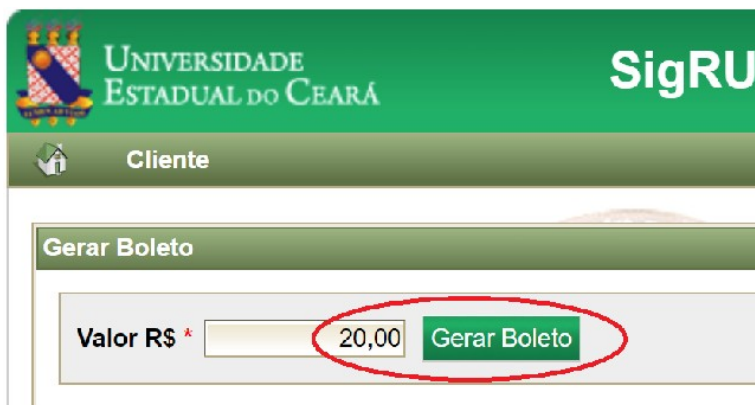 UNIVERSIDADE
ESTADUAL DO CEARÁ
SigRU
Cliente
Gerar Boleto
Valor R$ * 20,00 Gerar Boleto